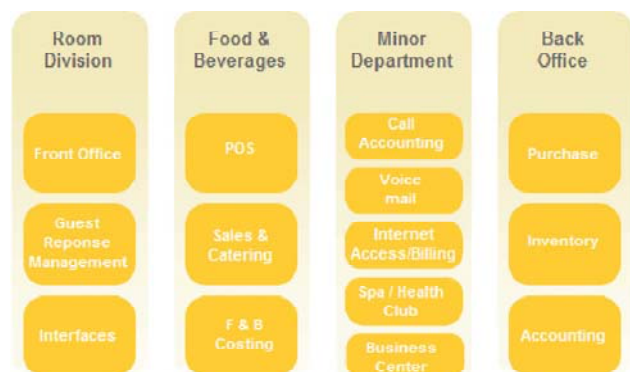 Room
Division
Front Office
Guest
Reponse
Management
Interfaces
Food &
Beverages
POS
Sales &
Catering
F & B
Costing
Minor
Department
Call
Accounting
Voice
mail
Internet
Access/Billing
Spa / Health
Club
Business
Center
Back
Office
Purchase
Inventory
Accounting